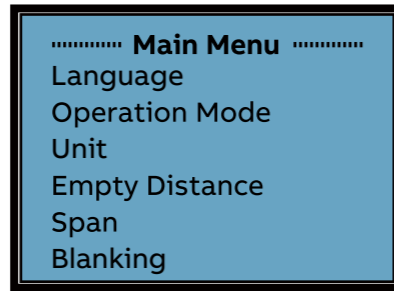 Main Menu
Language
Operation Mode
Unit
Empty Distance
Span
Blanking